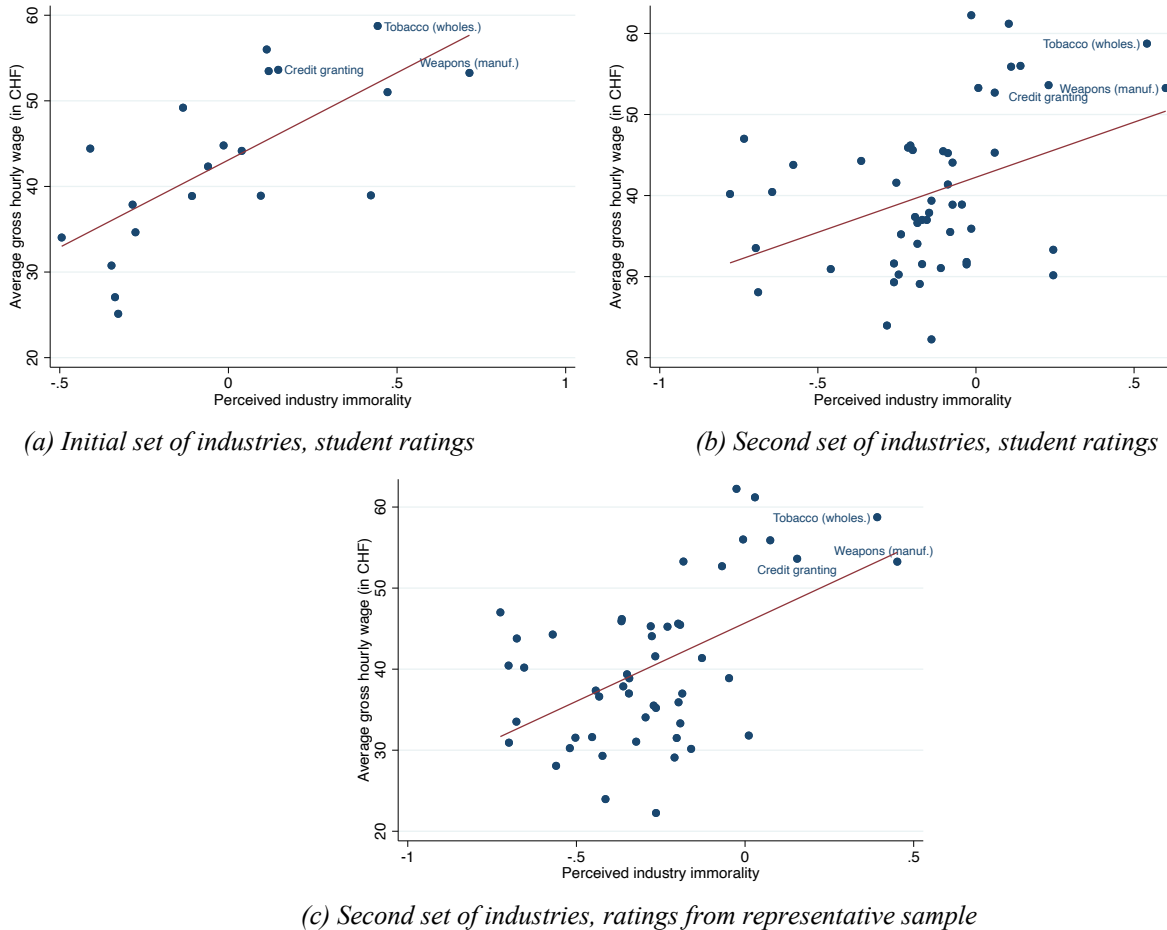 60
50
40
30
20
Average gross hourly wage (in CHF)
Tobacco (wholes.)
Weapons (manuf.)
Credit granting
-.5
0
.5
1
Perceived industry immorality
(a) Initial set of industries, student ratings
60
50
40
30
20
Average gross hourly wage (in CHF)
Tobacco (wholes.)
Weapons (manuf.)
Credit granting
-1
-0.5
0
0.5
Perceived industry immorality
(b) Second set of industries, student ratings
60
50
40
30
20
Average gross hourly wage (in CHF)
Tobacco (wholes.)
Weapons (manuf.)
Credit granting
-1
-.5
0
.5
Perceived industry immorality
(c) Second set of industries, ratings from representative sample